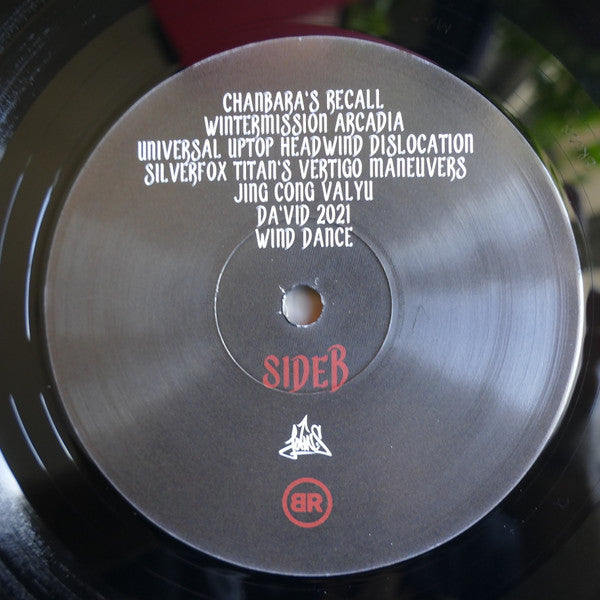 CHANBARA'S RECALL
WINTERMISSION ARCADIA
UNIVERSAL UPTOP HEADWIND DISLOCATION
SILVERFOX TITAN'S VERTIGO MANEUVERS
JING CONG VALYU
DA'VID 2021
WIND DANCE
SIDEB
BR